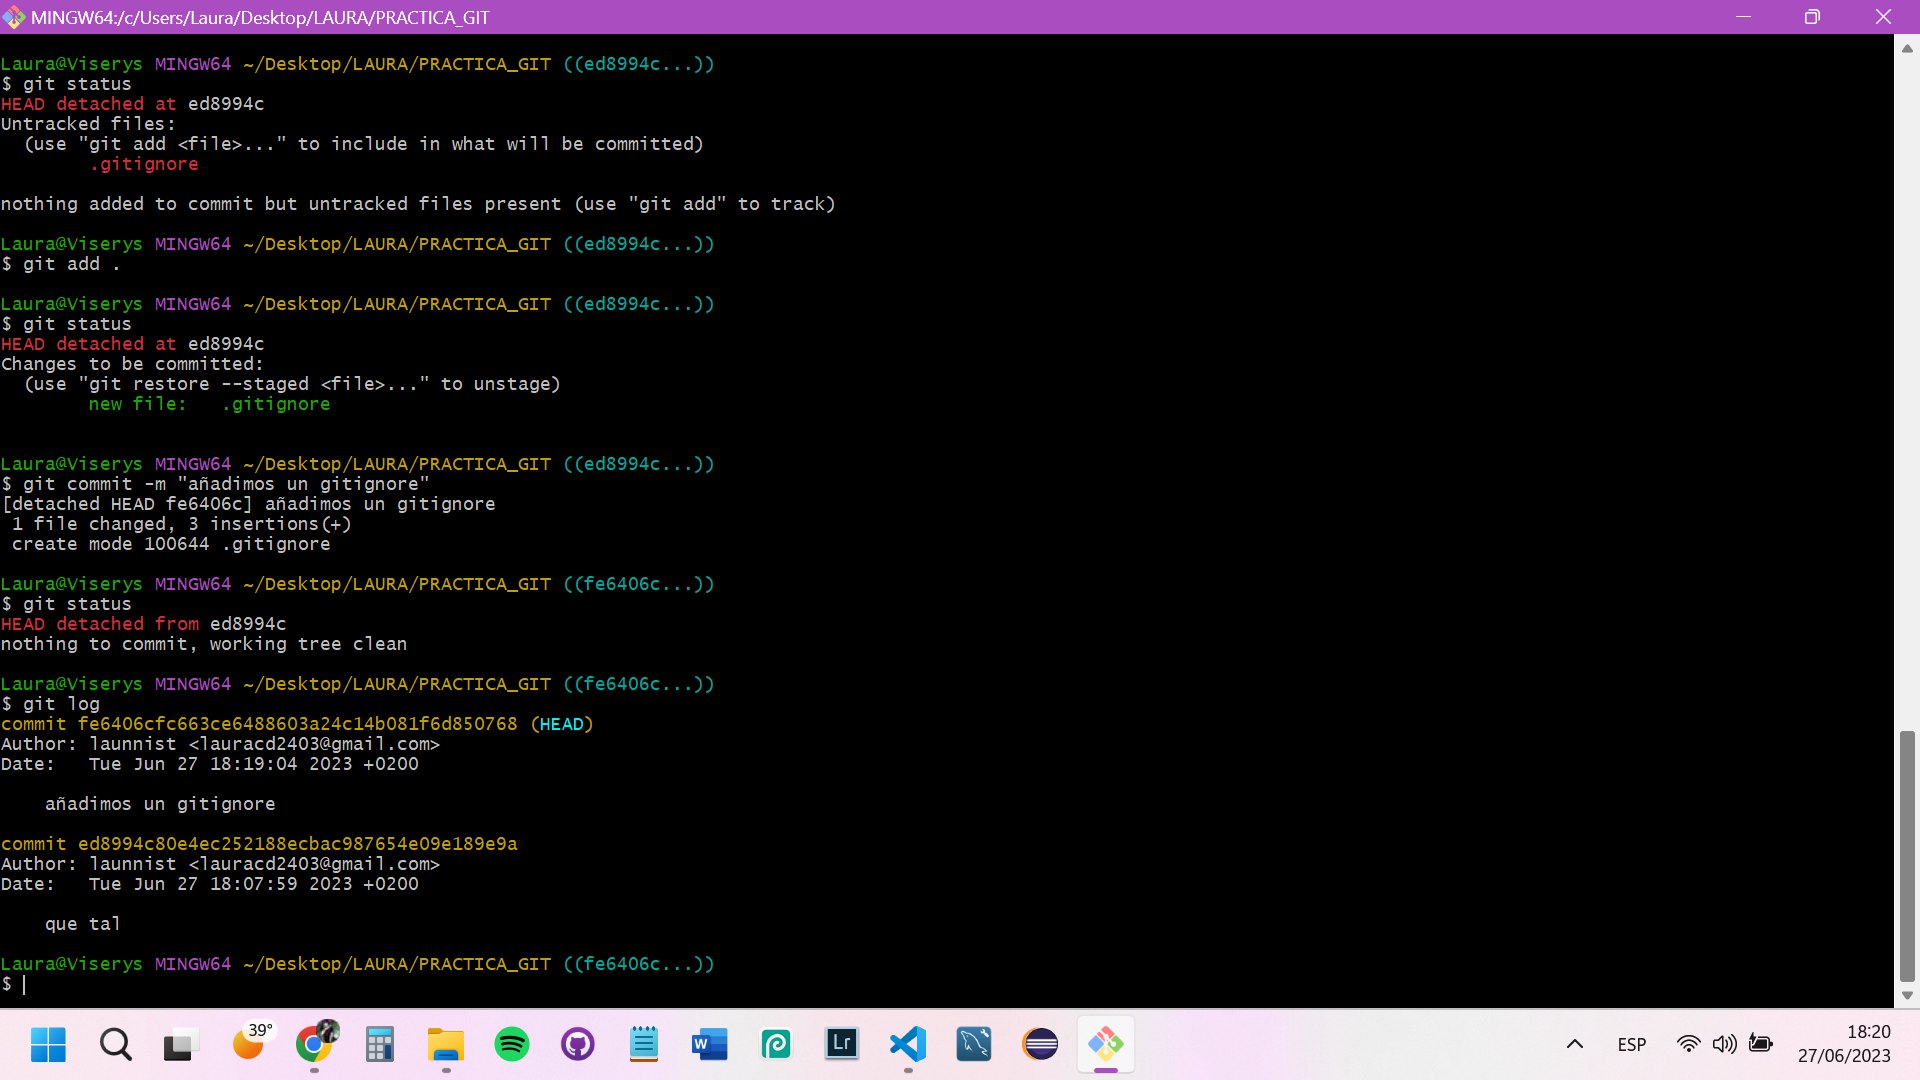 MINGW64:/c/Users/Laura/Desktop/LAURA/PRACTICA_GIT
Laura@Viserys MINGW64 ~/Desktop/LAURA/PRACTICA_GIT ((ed8994c...))
$ git status
HEAD detached at ed8994c
Untracked files:
  (use "git add <file>..." to include in what will be committed)
        .gitignore
nothing added to commit but untracked files present (use "git add" to track)
Laura@Viserys MINGW64 ~/Desktop/LAURA/PRACTICA_GIT ((ed8994c...))
$ git add .
Laura@Viserys MINGW64 ~/Desktop/LAURA/PRACTICA_GIT ((ed8994c...))
$ git status
HEAD detached at ed8994c
Changes to be committed:
  (use "git restore --staged <file>..." to unstage)
        new file:   .gitignore
Laura@Viserys MINGW64 ~/Desktop/LAURA/PRACTICA_GIT ((ed8994c...))
$ git commit -m "añadimos un gitignore"
[detached HEAD fe6406c] añadimos un gitignore
 1 file changed, 3 insertions(+)
 create mode 100644 .gitignore
Laura@Viserys MINGW64 ~/Desktop/LAURA/PRACTICA_GIT ((fe6406c...))
$ git status
HEAD detached from ed8994c
nothing to commit, working tree clean
Laura@Viserys MINGW64 ~/Desktop/LAURA/PRACTICA_GIT ((fe6406c...))
$ git log
commit fe6406cfc663ce6488603a24c14b081f6d850768 (HEAD)
Author: launnist <lauracd2403@gmail.com>
Date:   Tue Jun 27 18:19:04 2023 +0200
    añadimos un gitignore
commit ed8994c80e4ec252188ecbac987654e09e189e9a
Author: launnist <lauracd2403@gmail.com>
Date:   Tue Jun 27 18:07:59 2023 +0200
    que tal
Laura@Viserys MINGW64 ~/Desktop/LAURA/PRACTICA_GIT ((fe6406c...))
$
39°
W
Lr
ESP
18:20
27/06/2023